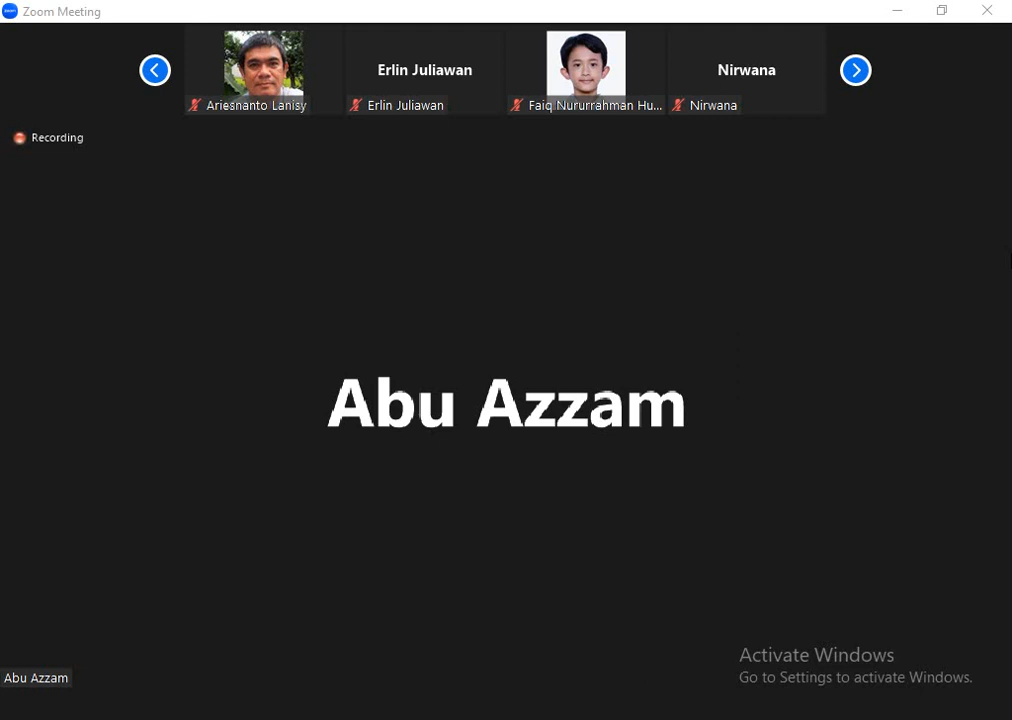 Zoom Meeting
Erlin Juliawan
Nirwana
Ariesnanto Lanisy
Erlin Juliawan
Faiq Nururrahman Hu...
Nirwana
Recording
Abu Azzam
Activate Windows
Go to Settings to activate Windows.
Abu Azzam